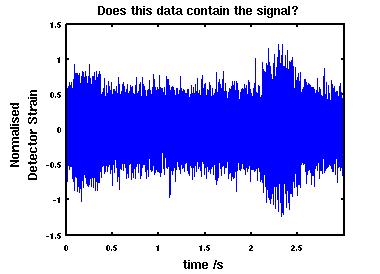 Does this data contain the signal?
1.5
1
0.5
0
-0.5
-1
-1.5
Normalised
Detector Strain
0 0.5 1 1.5 2 2.5
time /s